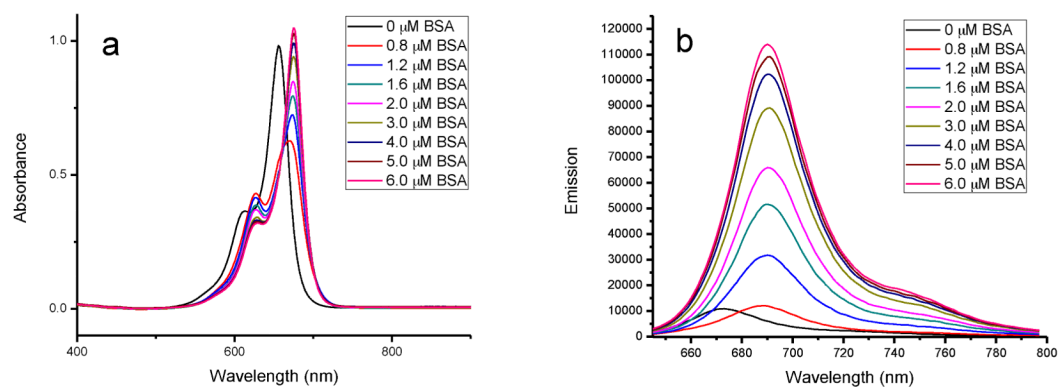 a
0 μM BSA
0.8 μM BSA
1.2 μM BSA
1.6 μM BSA
2.0 μM BSA
3.0 μM BSA
4.0 μM BSA
5.0 μM BSA
6.0 μM BSA
1.0
0.5
0.0
Absorbance
400
600
800
Wavelength (nm)
b
0 μM BSA
0.8 μM BSA
1.2 μM BSA
1.6 μM BSA
2.0 μM BSA
3.0 μM BSA
4.0 μM BSA
5.0 μM BSA
6.0 μM BSA
120000
110000
100000
90000
80000
70000
60000
50000
40000
30000
20000
10000
0
Emission
660
680
700
720
740
760
780
800
Wavelength (nm)